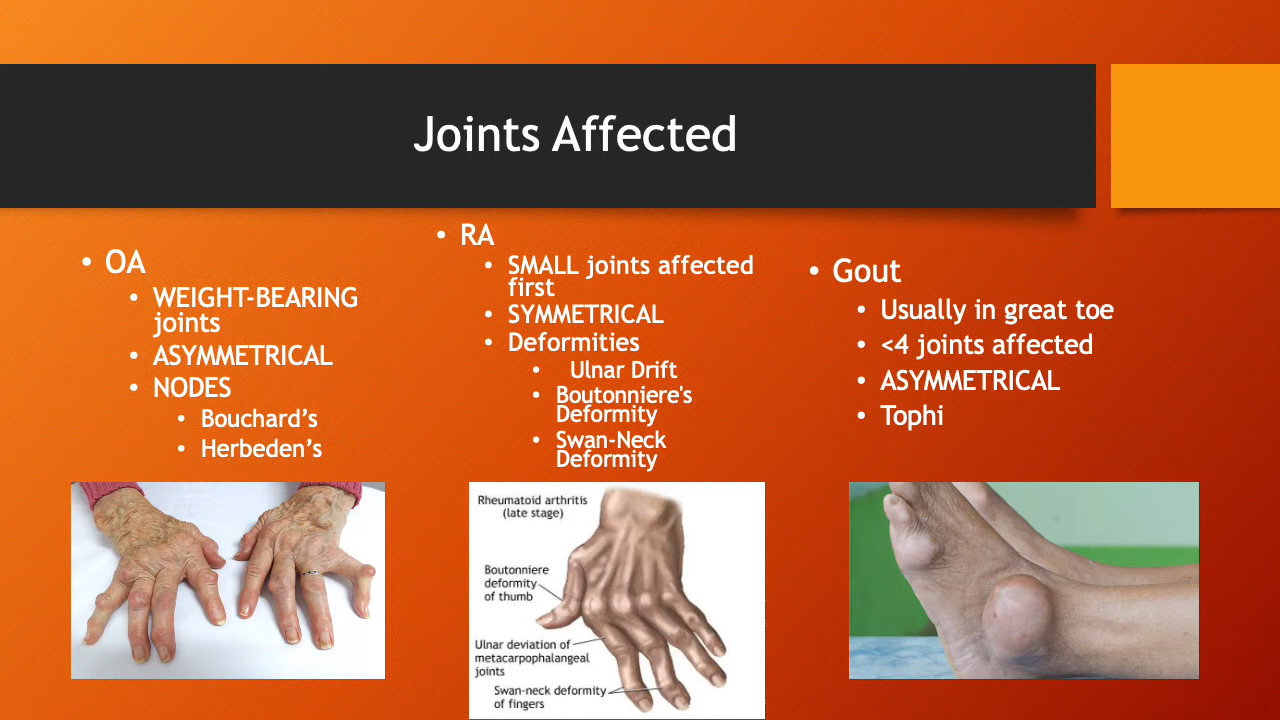 Joints Affected
• OA
• WEIGHT-BEARING
joints
• ASYMMETRICAL
• NODES
• Bouchard’s
• Herbeden’s
• RA
• SMALL joints affected
first
• SYMMETRICAL
• Deformities
• Ulnar Drift
• Boutonniere's
Deformity
• Swan-Neck
Deformity
• Gout
• Usually in great toe
• <4 joints affected
• ASYMMETRICAL
• Tophi
Rheumatoid arthritis
(late stage)
Boutonniere
deformity
of thumb
Ulnar deviation of
metacarpophalangeal
joints
Swan-neck deformity
of fingers